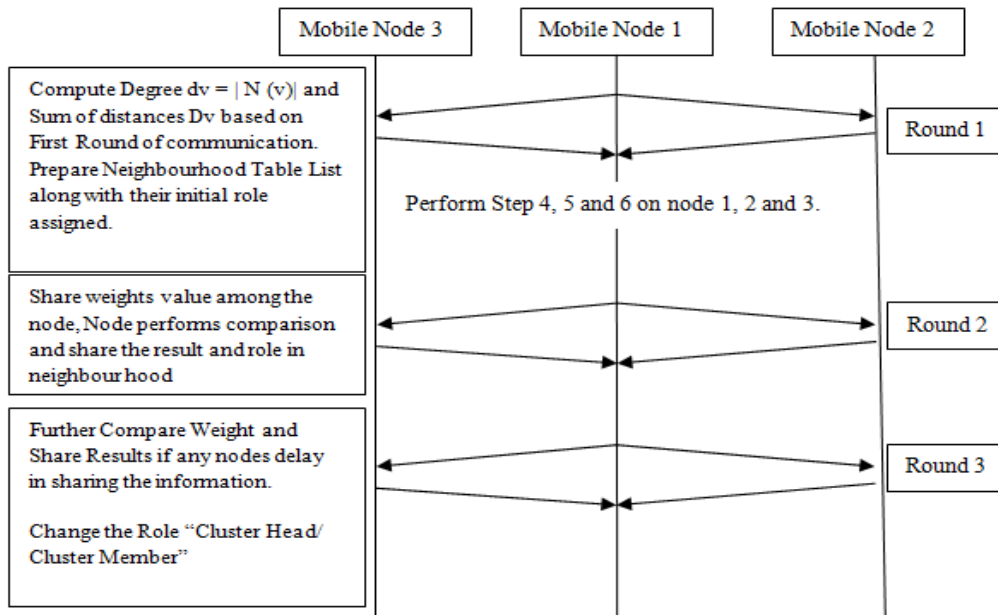 Mobile Node 3
Mobile Node 1
Mobile Node 2
Compute Degree dv = | N (v)| and
Sum of distances Dv based on
First Round of communication.
Prepare Neighbourhood Table List
along with their initial role
assigned.
Round 1
Perform Step 4, 5 and 6 on node 1, 2 and 3.
Share weights value among the
node, Node performs comparison
and share the result and role in
neighbourhood
Round 2
Further Compare Weight and
Share Results if any nodes delay
in sharing the information.
Change the Role “Cluster Head/
Cluster Member”
Round 3